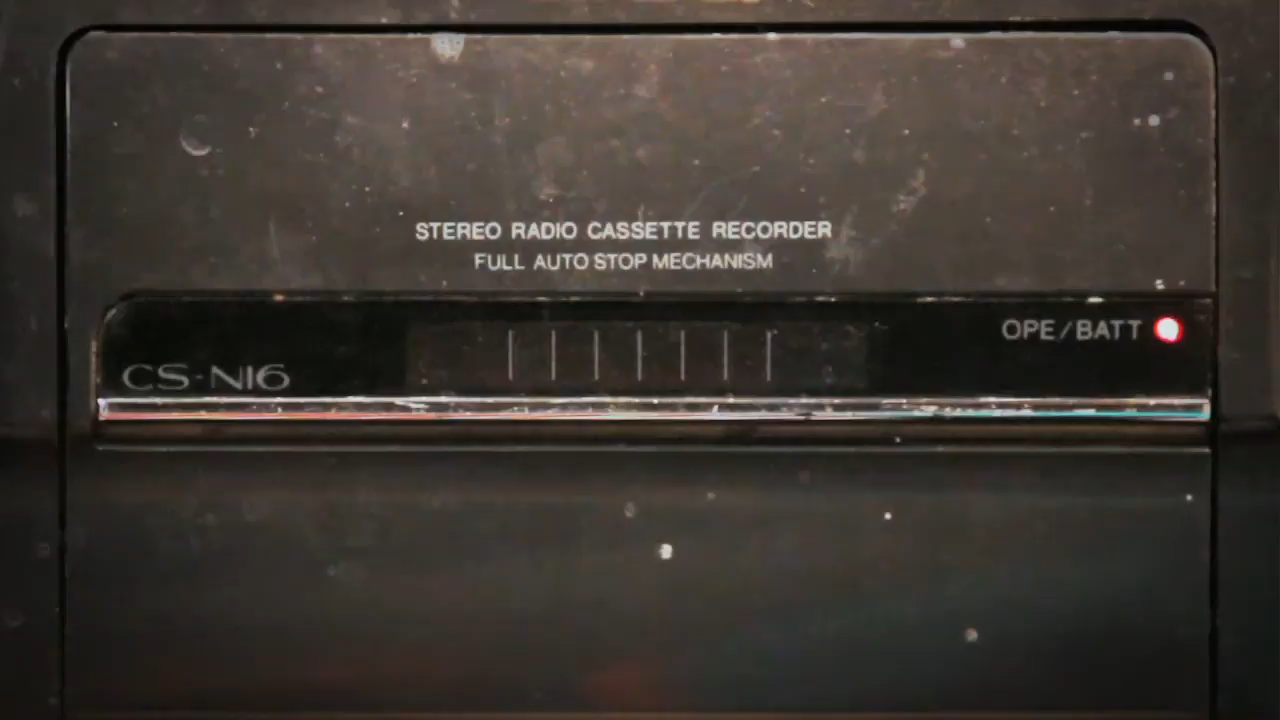 STEREO RADIO CASSETTE RECORDER
FULL AUTO STOP MECHANISM
OPE/BATT
CS-N16